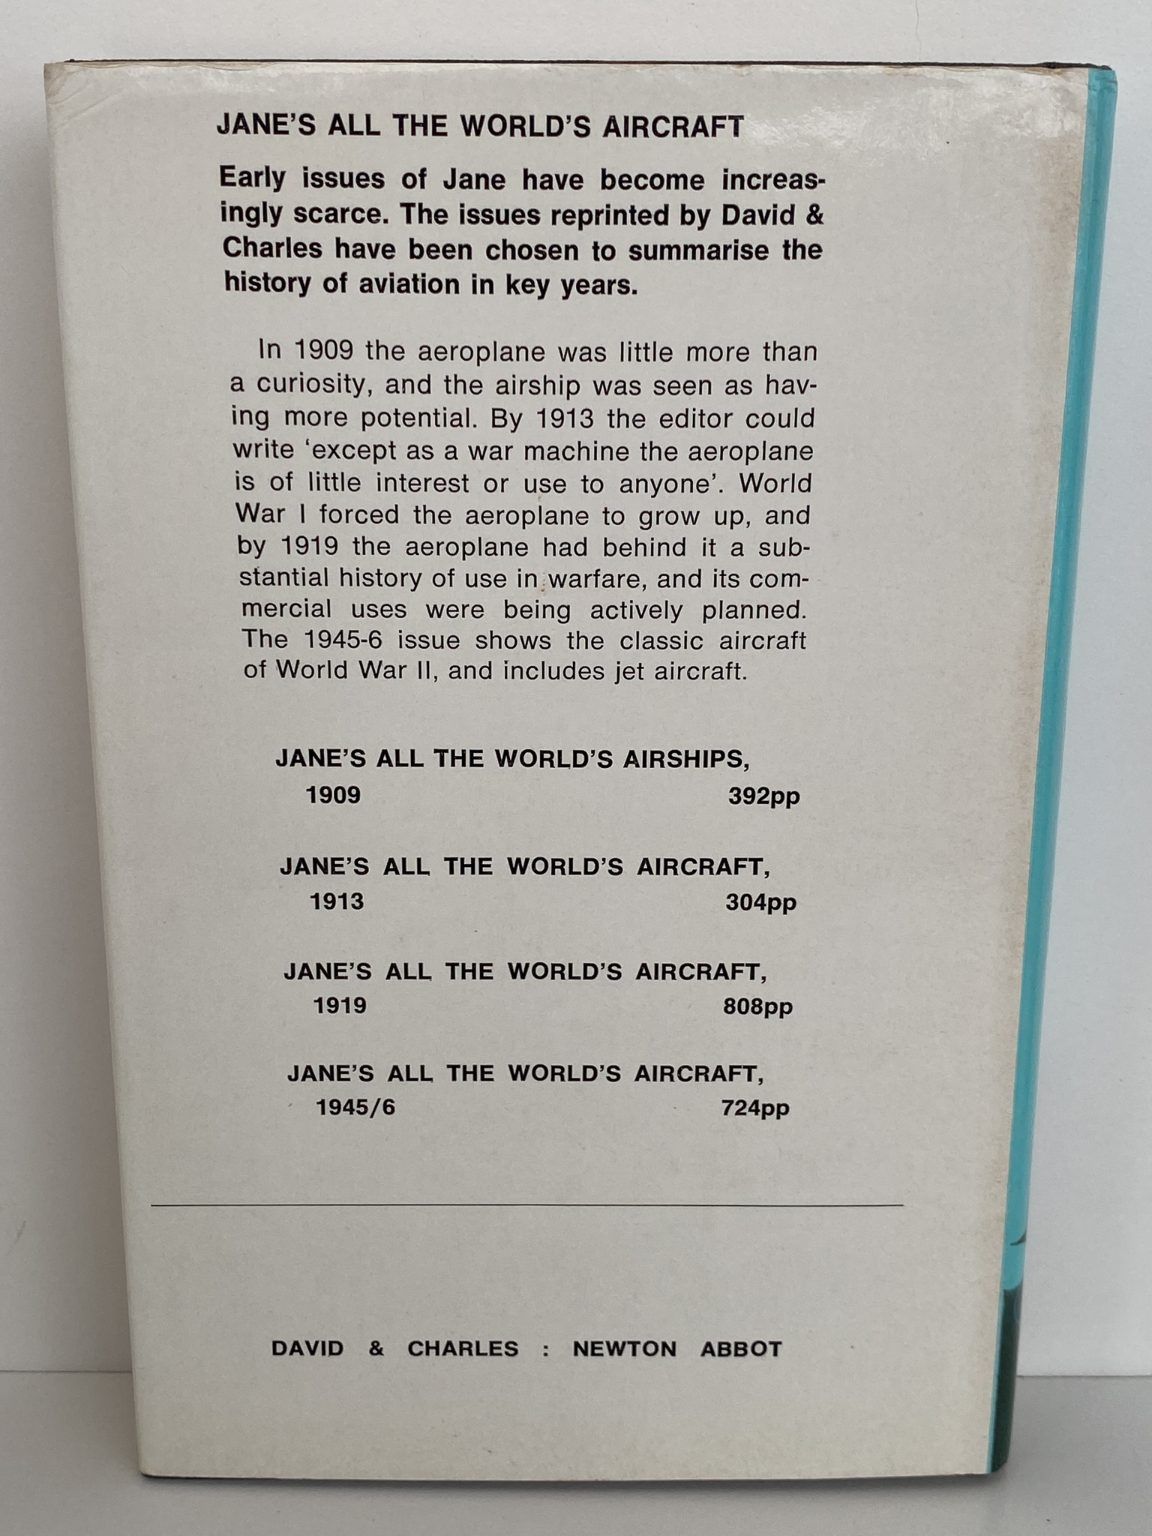 JANE'S ALL THE WORLD'S AIRCRAFT
Early issues of Jane have become increas-
ingly scarce. The issues reprinted by David &
Charles have been chosen to summarise the
history of aviation in key years.
In 1909 the aeroplane was little more than
a curiosity, and the airship was seen as hav-
ing more potential. By 1913 the editor could
write ‘except as a war machine the aeroplane
is of little interest or use to anyone’. World
War I forced the aeroplane to grow up, and
by 1919 the aeroplane had behind it a sub-
stantial history of use in warfare, and its com-
mercial uses were being actively planned.
The 1945-6 issue shows the classic aircraft
of World War II, and includes jet aircraft.
JANE'S ALL THE WORLD'S AIRSHIPS,
1909 392pp
JANE'S ALL THE WORLD'S AIRCRAFT,
1913 304pp
JANE'S ALL THE WORLD'S AIRCRAFT,
1919 808pp
JANE'S ALL THE WORLD'S AIRCRAFT,
1945/6 724pp
DAVID & CHARLES : NEWTON ABBOT